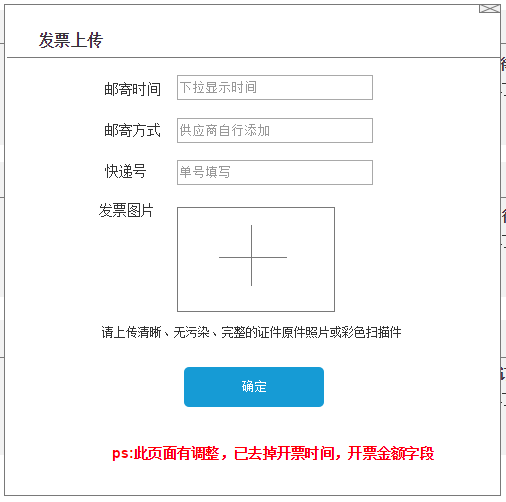 发票上传
邮寄时间 下拉显示时间
邮寄方式 供应商自行添加
快递号 单号填写
发票图片
请上传清晰、无污染、完整的证件原件照片或彩色扫描件
确定
ps:此页面有调整，已去掉开票时间，开票金额字段